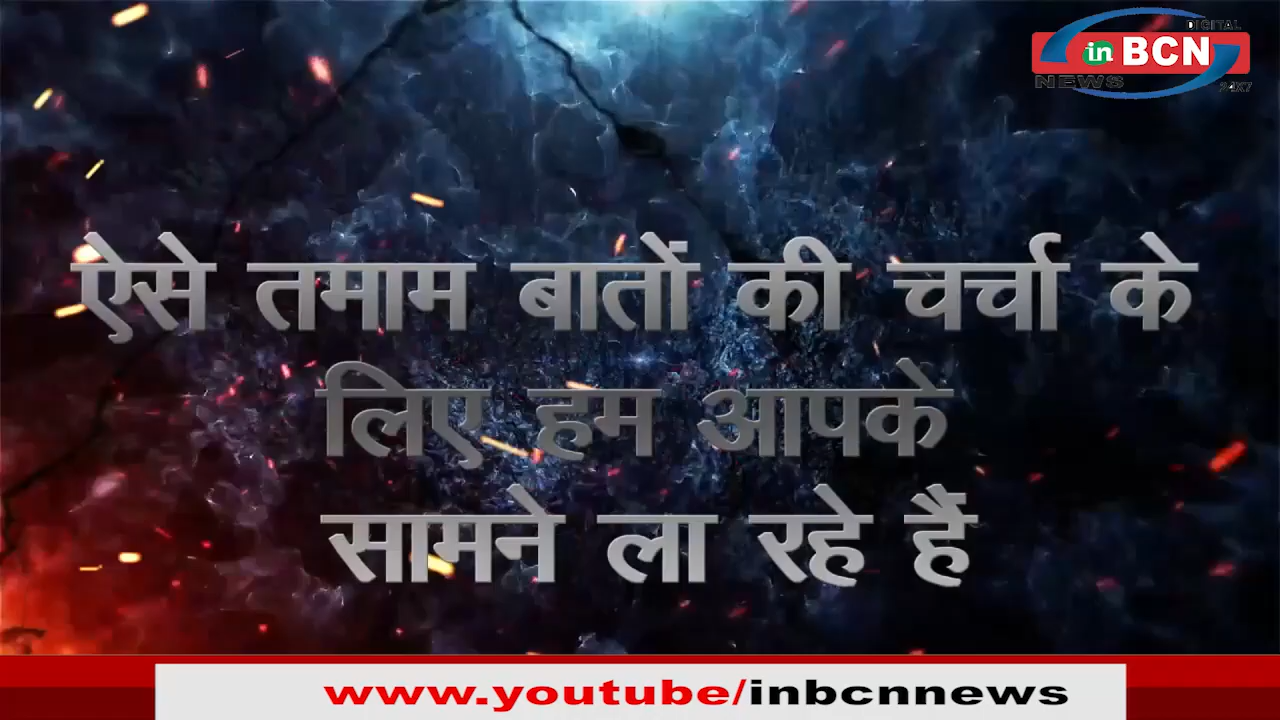 DIGITAL
in BCN
NEWS 24X7
ऐसे तमाम बातों की चर्चा के
लिए हम आपके
सामने ला रहे हैं
www.youtube/inbcnnews